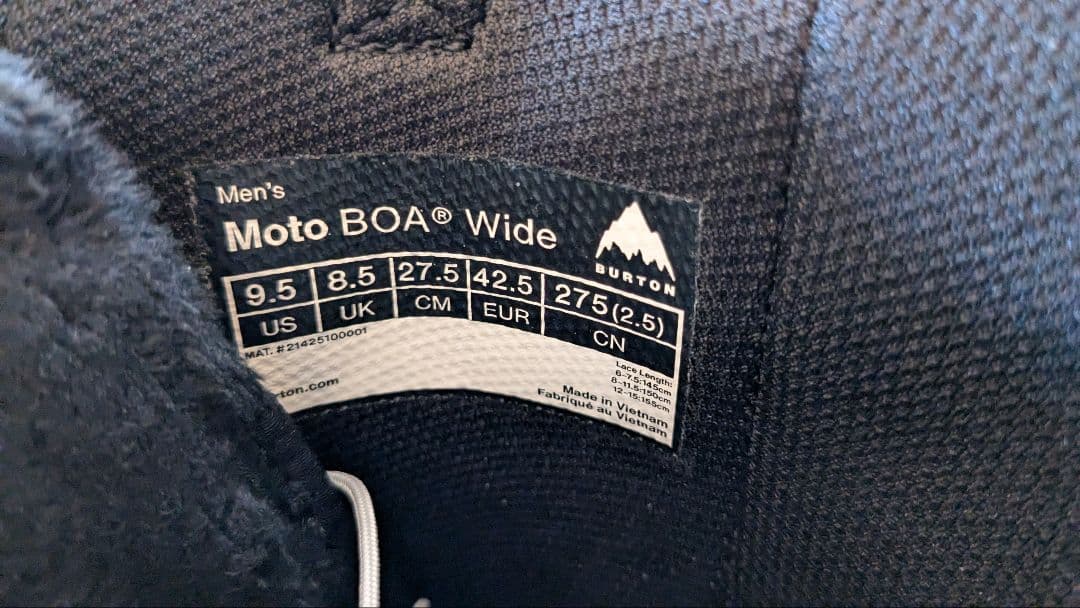 Men's
Moto BOA® Wide
BURTON
9.5 8.5 27.5 42.5 275(2.5)
US UK CM EUR CN
MAT. #21425100001
Lace Length:
6-7.5:145cm
8-11.5:150cm
12-15:155cm
rton.com
Made in Vietnam
Fabriqué au Vietnam